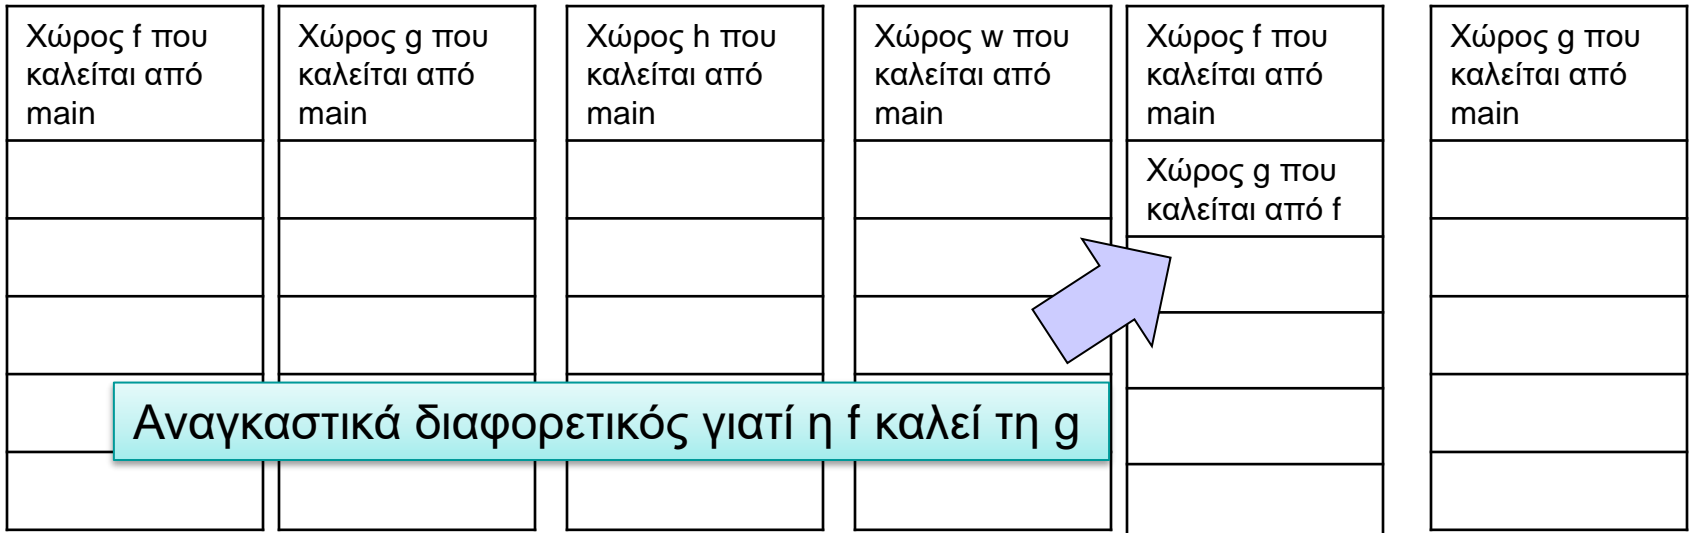 Χώρος f που
καλείται από
main
Χώρος g που
καλείται από
main
Χώρος h που
καλείται από
main
Χώρος w που
καλείται από
main
Χώρος f που
καλείται από
main
Χώρος g που
καλείται από f
Χώρος g που
καλείται από
main
Αναγκαστικά διαφορετικός γιατί η f καλεί τη g